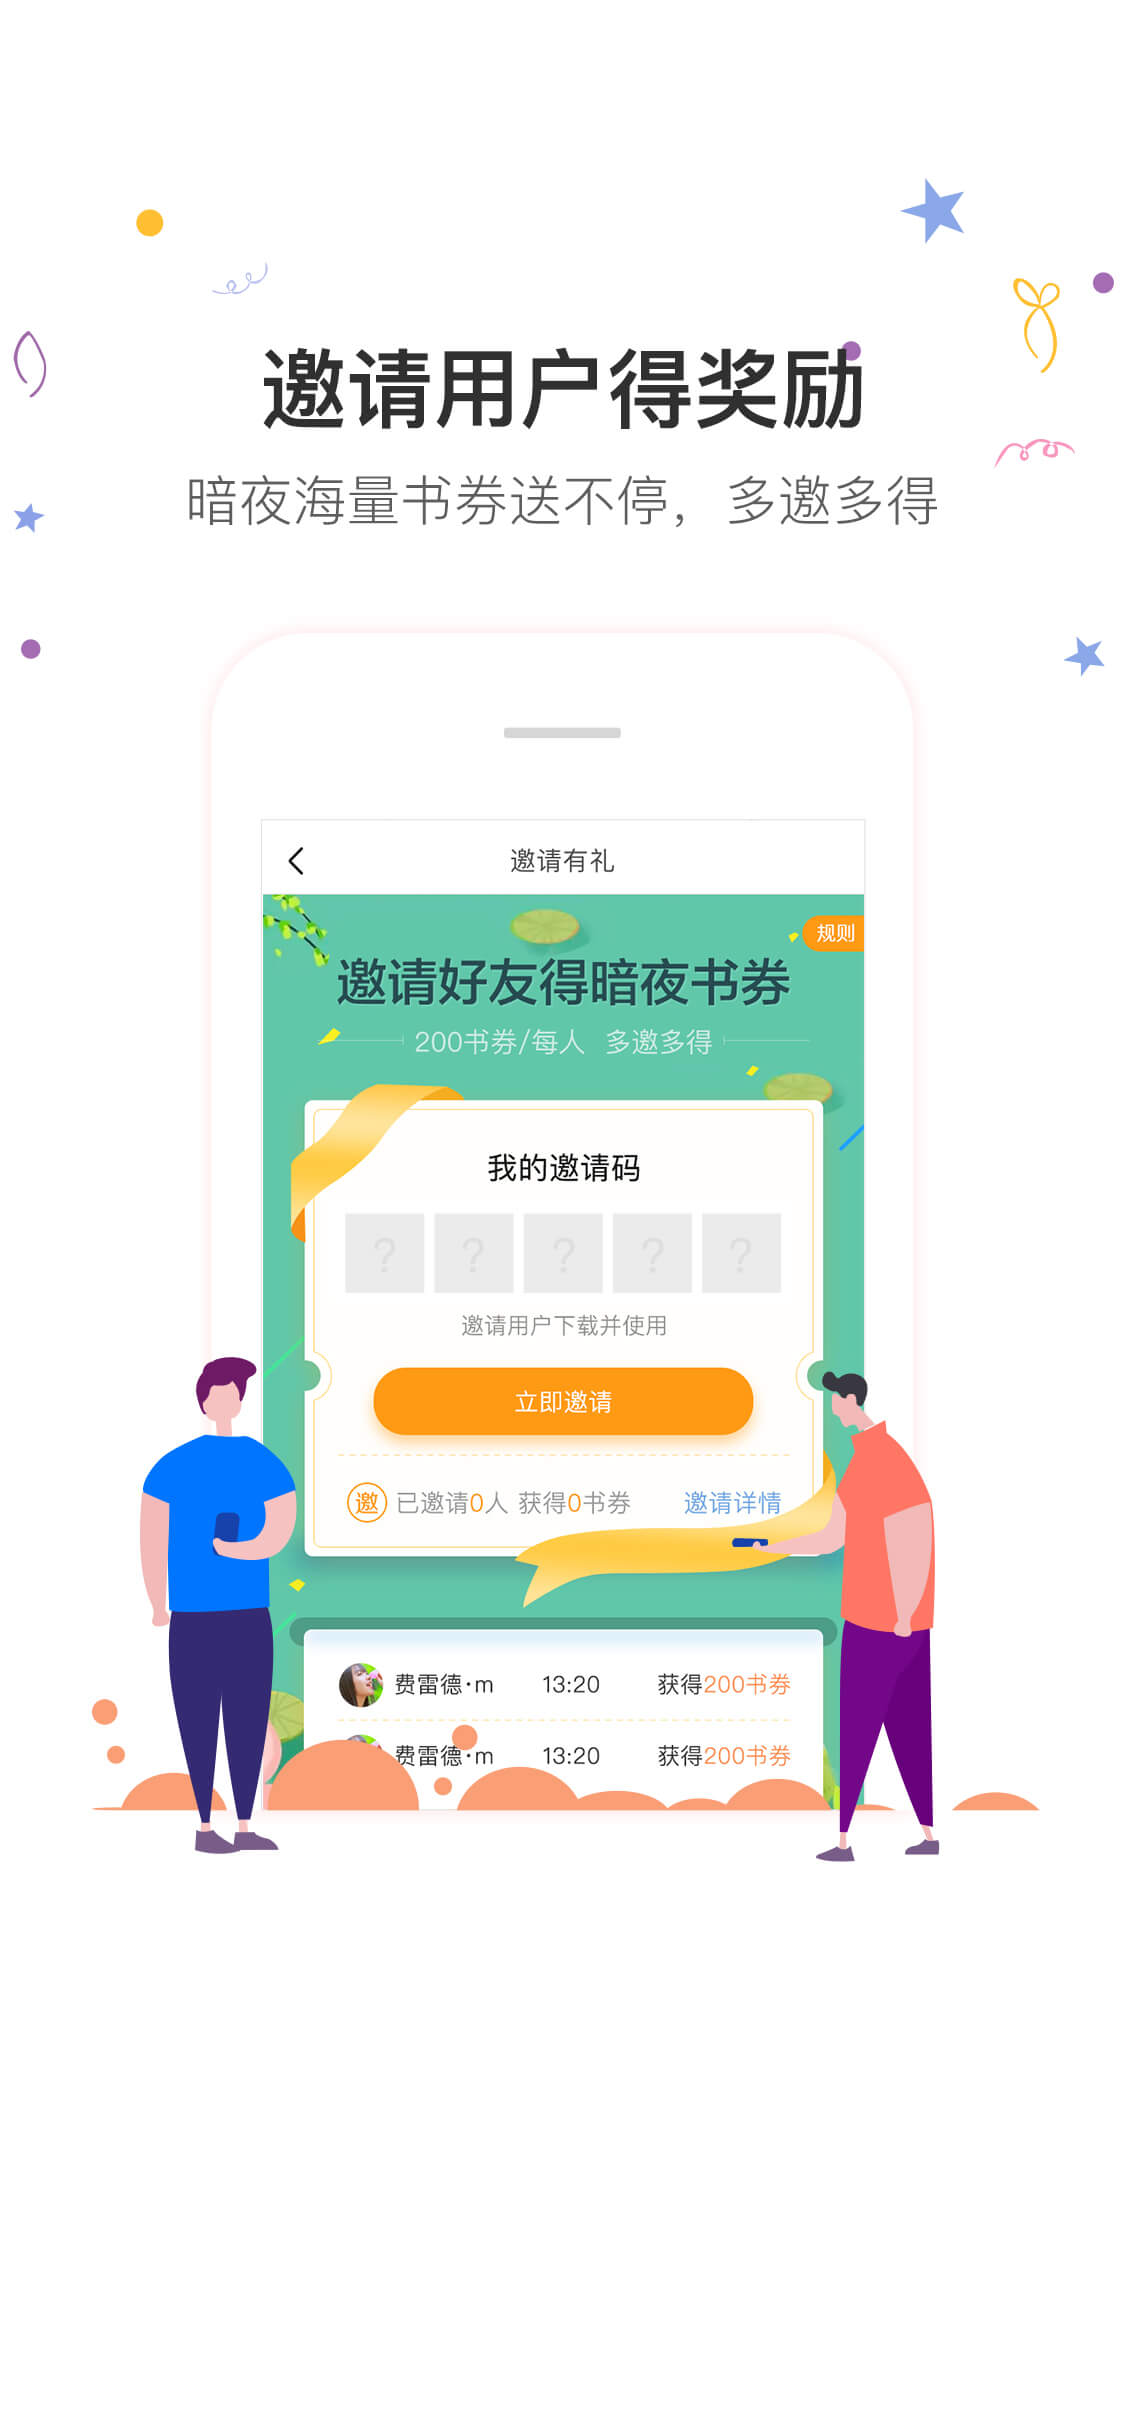 邀请用户得奖励
暗夜海量书券送不停，多邀多得
邀请有礼
规则
邀请好友得暗夜书券
200书券/每人 多邀多得
我的邀请码
? ? ? ? ?
邀请用户下载并使用
立即邀请
邀 已邀请0人 获得0书券 邀请详情
费雷德·m 13:20 获得200书券
费雷德·m 13:20 获得200书券